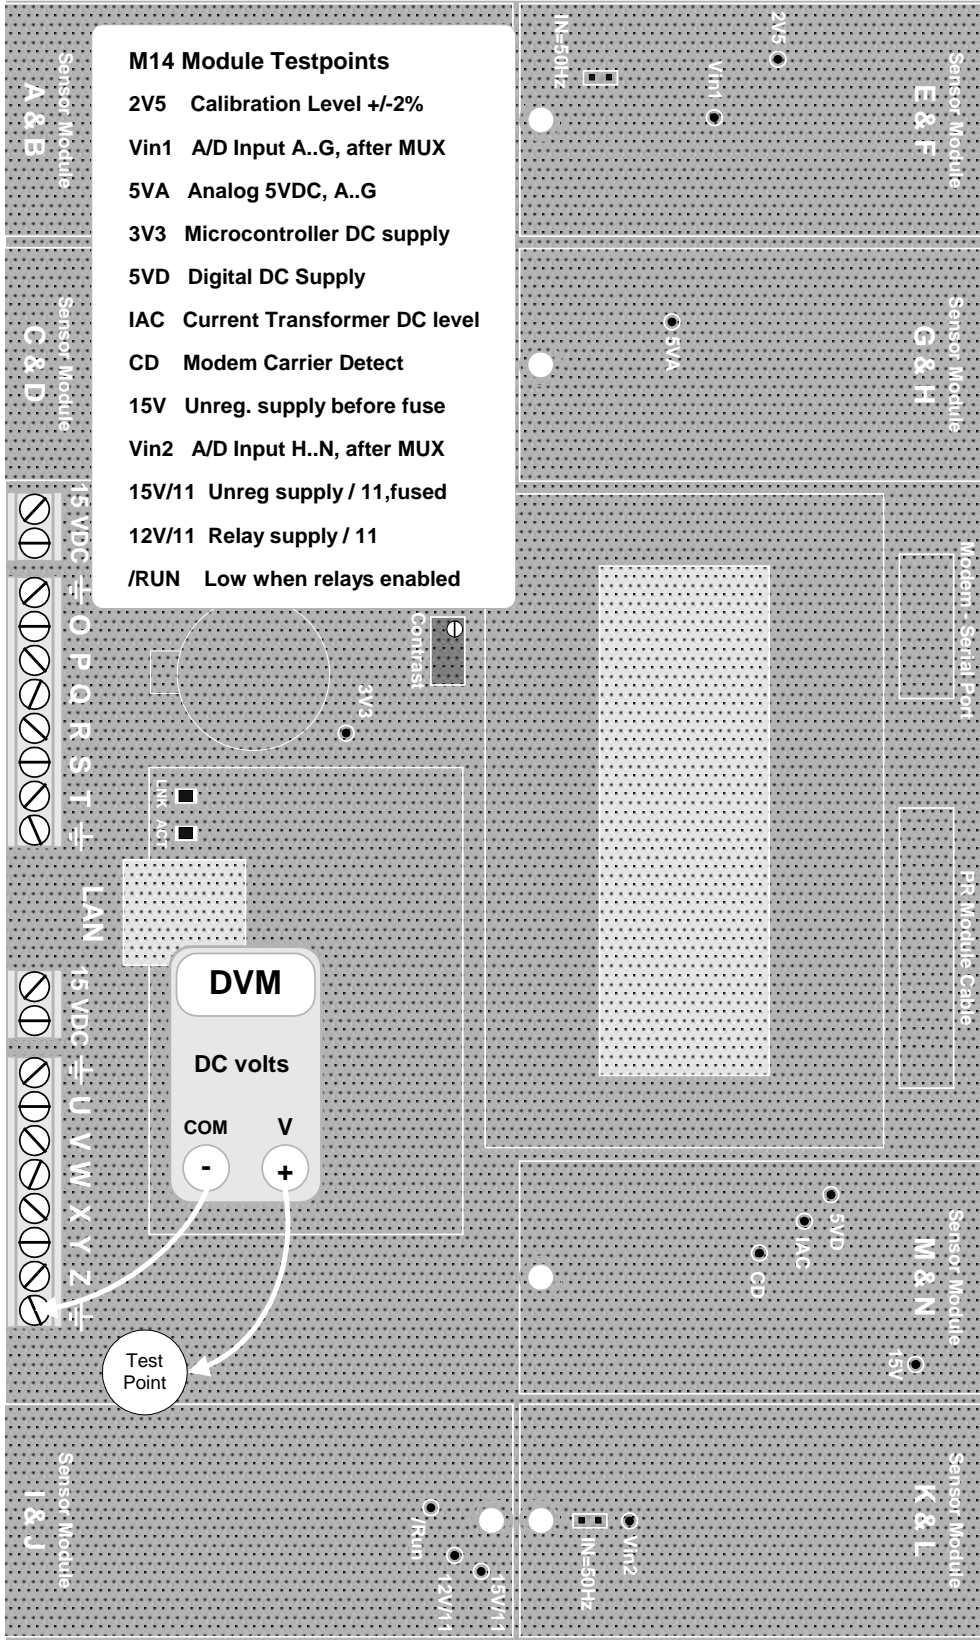 M14 Module Testpoints
2V5 Calibration Level +/-2%
Vin1 A/D Input A..G, after MUX
5VA Analog 5VDC, A..G
3V3 Microcontroller DC supply
5VD Digital DC Supply
IAC Current Transformer DC level
CD Modem Carrier Detect
15V Unreg. supply before fuse
Vin2 A/D Input H..N, after MUX
15V/11 Unreg supply / 11,fused
12V/11 Relay supply / 11
/RUN Low when relays enabled
Sensor Module
A & B
IN=50Hz
2V5
Vin1
Sensor Module
E & F
Sensor Module
C & D
5VA
Sensor Module
G & H
15 VDC
O P Q R S T
Contrast
3V3
Modem - Serial Port
LNK
ACT
LAN
PR Module Cable
DVM
DC volts
COM V
- +
15 VDC
U V W X Y Z
Test
Point
5VD
IAC
CD
15V
Sensor Module
M & N
Sensor Module
I & J
/Run
12V/11
15V/11
IN=50Hz
Vin2
Sensor Module
K & L